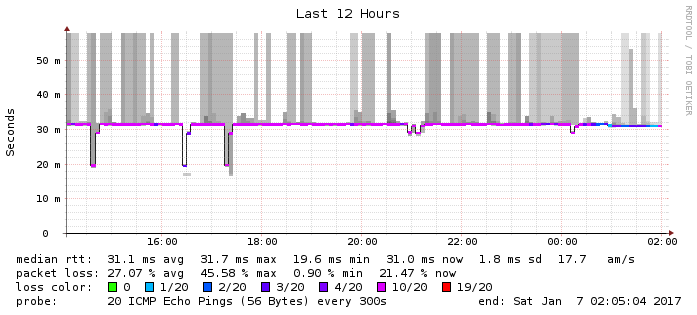 Last 12 Hours
RRDTOOL / TOBI OETIKER
Seconds
50 m
40 m
30 m
20 m
10 m
0
16:00 18:00 20:00 22:00 00:00 02:00
median rtt: 31.1 ms avg 31.7 ms max 19.6 ms min 31.0 ms now 1.8 ms sd 17.7 am/s
packet loss: 27.07 % avg 45.58 % max 0.90 % min 21.47 % now
loss color: 0 1/20 2/20 3/20 4/20 10/20 19/20
probe: 20 ICMP Echo Pings (56 Bytes) every 300s end: Sat Jan 7 02:05:04 2017